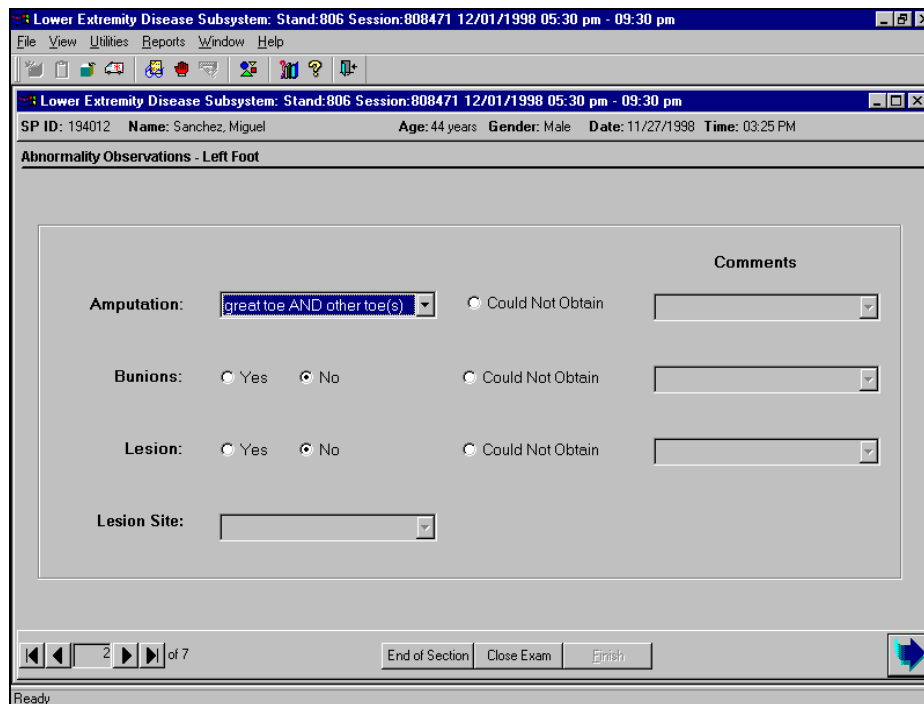 Lower Extremity Disease Subsystem: Stand:806 Session:808471 12/01/1998 05:30 pm - 09:30 pm
File View Utilities Reports Window Help
Lower Extremity Disease Subsystem: Stand:806 Session:808471 12/01/1998 05:30 pm - 09:30 pm
SP ID: 194012 Name: Sanchez, Miguel Age: 44 years Gender: Male Date: 11/27/1998 Time: 03:25 PM
Abnormality Observations - Left Foot
Comments
Amputation: great toe AND other toe(s) Could Not Obtain
Bunions: Yes No Could Not Obtain
Lesion: Yes No Could Not Obtain
Lesion Site:
2 of 7 End of Section Close Exam Finish
Ready